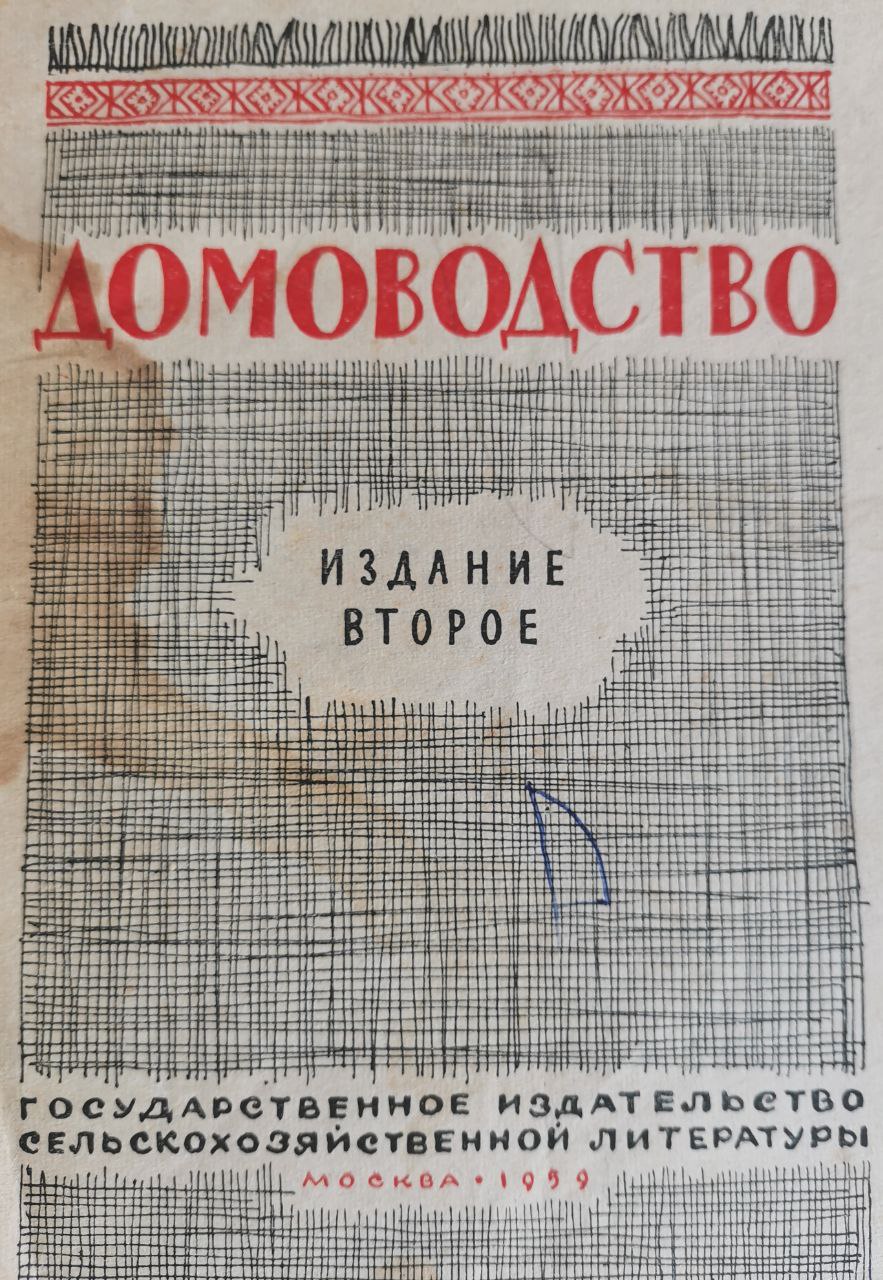 ДОМОВОДСТВО
ИЗДАНИЕ
ВТОРОЕ
ГОСУДАРСТВЕННОЕ ИЗДАТЕЛЬСТВО
СЕЛЬСКОХОЗЯЙСТВЕННОЙ ЛИТЕРАТУРЫ
МОСКВА • 1959